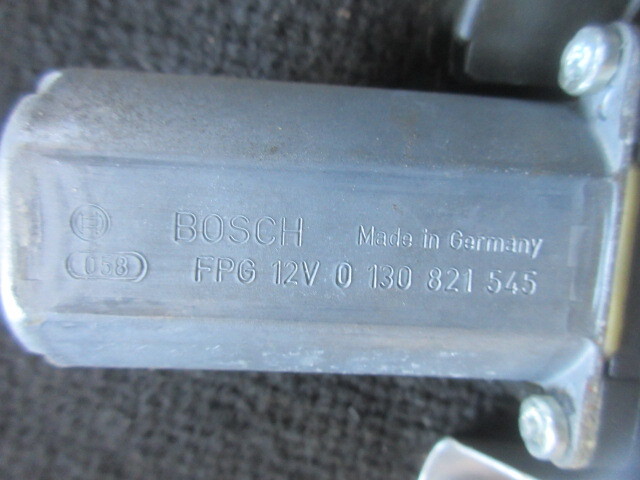 BOSCH Made in Germany
058 FPG 12V 0 130 821 545